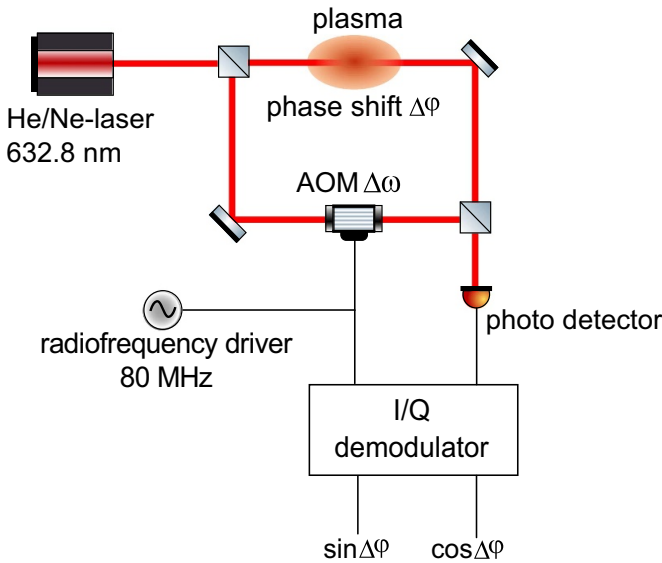 plasma
phase shift Δφ
He/Ne-laser
632.8 nm
AOM Δω
radiofrequency driver
80 MHz
photo detector
I/Q
demodulator
sinΔφ
cosΔφ